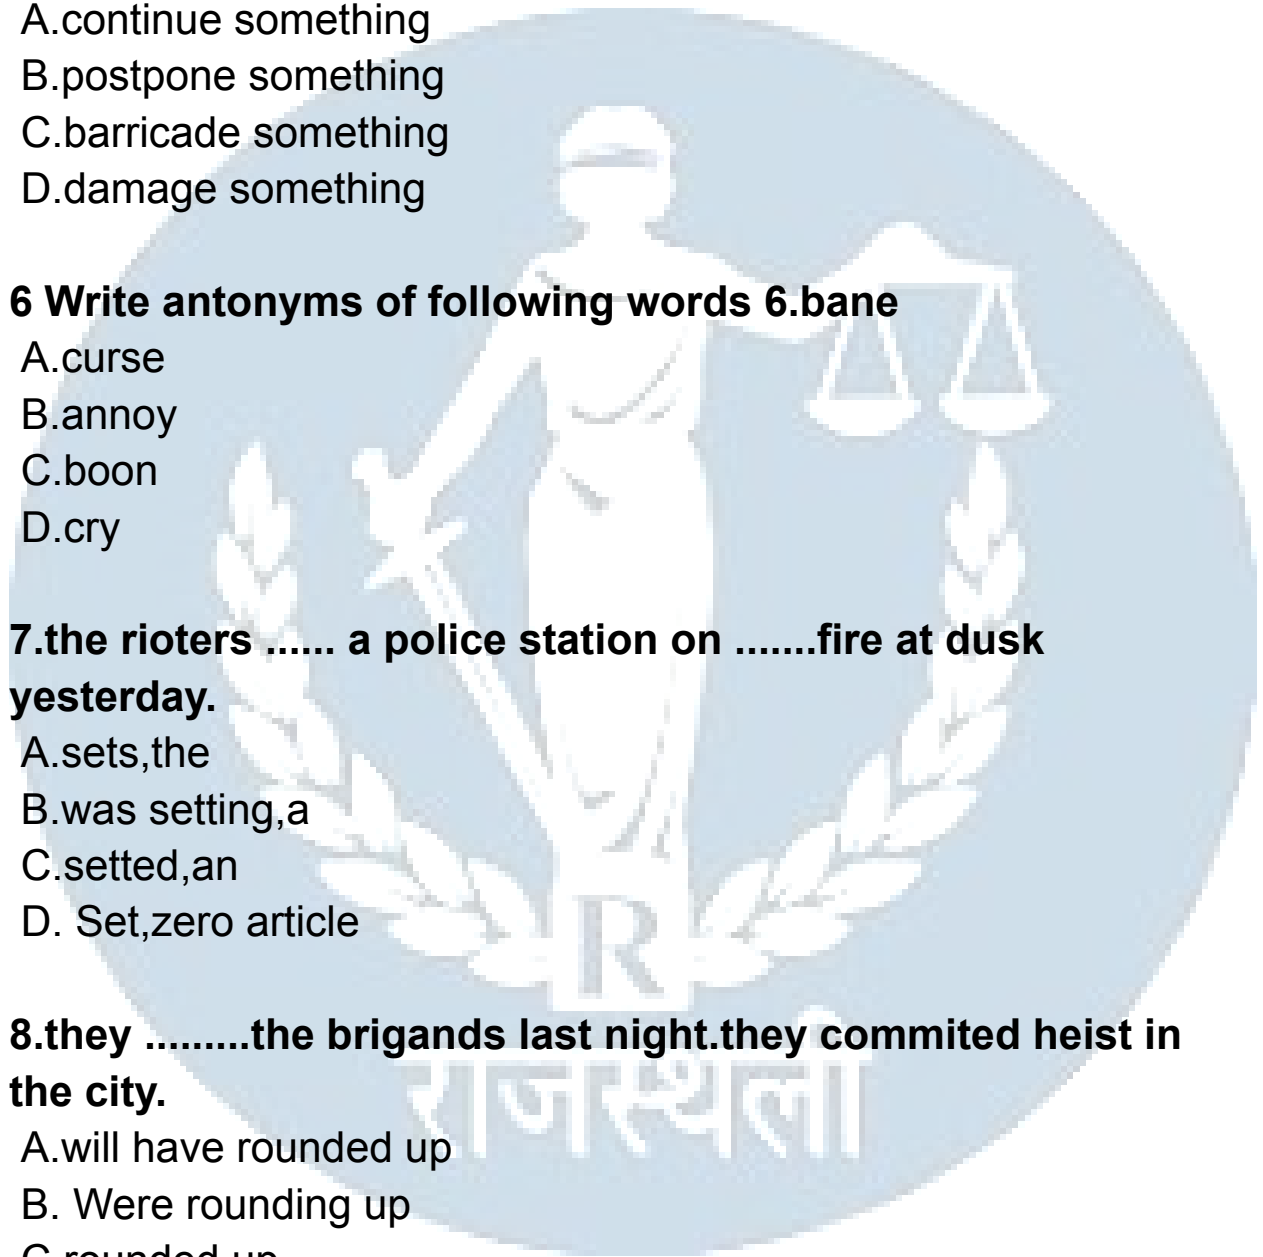 A.continue something
B.postpone something
C.barricade something
D.damage something
6 Write antonyms of following words 6.bane
A.curse
B.annoy
C.boon
D.cry
7.the rioters ...... a police station on .......fire at dusk
yesterday.
A.sets,the
B.was setting,a
C.setted,an
D. Set,zero article
R
8.they .........the brigands last night.they commited heist in
the city.
राजस्थली
A.will have rounded up
B. Were rounding up
C.rounded up